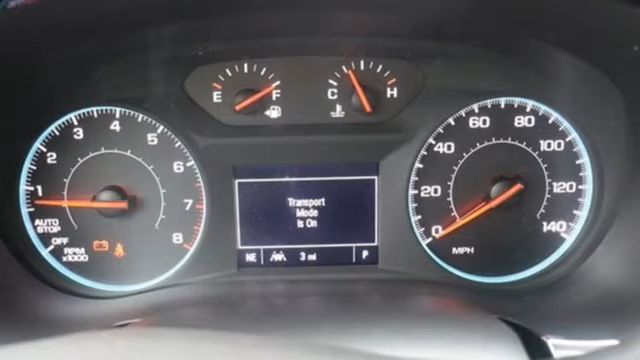 E F
C H
1 2 3 4 5 6 7 8
AUTO
STOP
OFF
RPM
x1000
Transport
Mode
Is On
NE 3 mi P
0 20 40 60 80 100 120 140
MPH